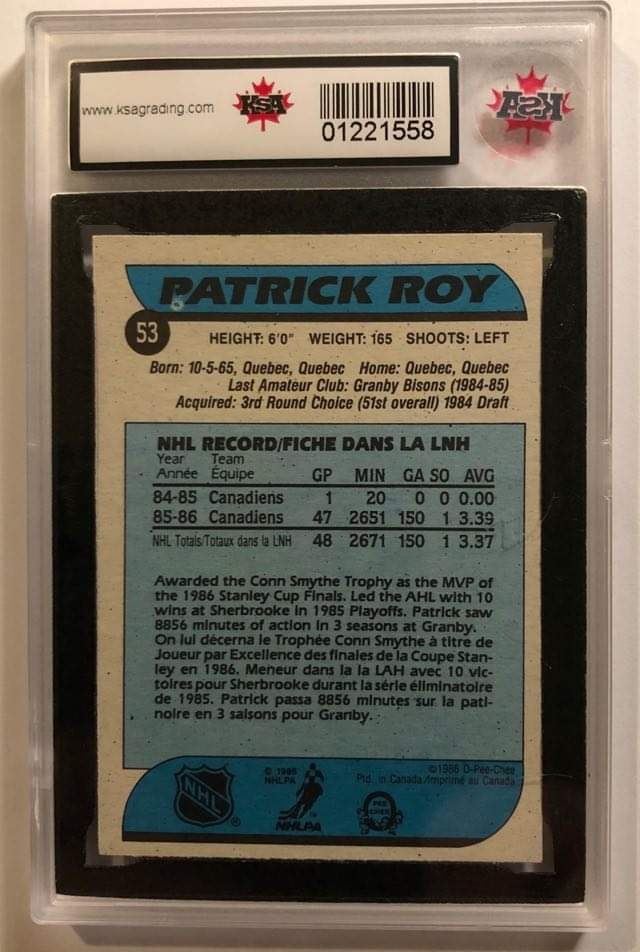 www.ksagrading.com
KSA
01221558
KSA
PATRICK ROY
53
HEIGHT: 6'0" WEIGHT: 165 SHOOTS: LEFT
Born: 10-5-65, Quebec, Quebec Home: Quebec, Quebec
Last Amateur Club: Granby Bisons (1984-85)
Acquired: 3rd Round Choice (51st overall) 1984 Draft
NHL RECORD/FICHE DANS LA LNH
Year Team
Année Équipe GP MIN GA SO AVG
84-85 Canadiens 1 20 0 0 0.00
85-86 Canadiens 47 2651 150 1 3.39
NHL Totals/Totaux dans la LNH 48 2671 150 1 3.37
Awarded the Conn Smythe Trophy as the MVP of
the 1986 Stanley Cup Finals. Led the AHL with 10
wins at Sherbrooke in 1985 Playoffs. Patrick saw
8856 minutes of action in 3 seasons at Granby.
On lui décerna le Trophée Conn Smythe à titre de
Joueur par Excellence des finales de la Coupe Stan-
ley en 1986. Meneur dans la la LAH avec 10 vic-
toires pour Sherbrooke durant la série éliminatoire
de 1985. Patrick passa 8856 minutes sur la pati-
noire en 3 saisons pour Granby.
NHL
®
© 1986
NHLPA
NHLPA
© 1986 O-Pee-Chee
Ptd. in Canada/Imprimé au Canada